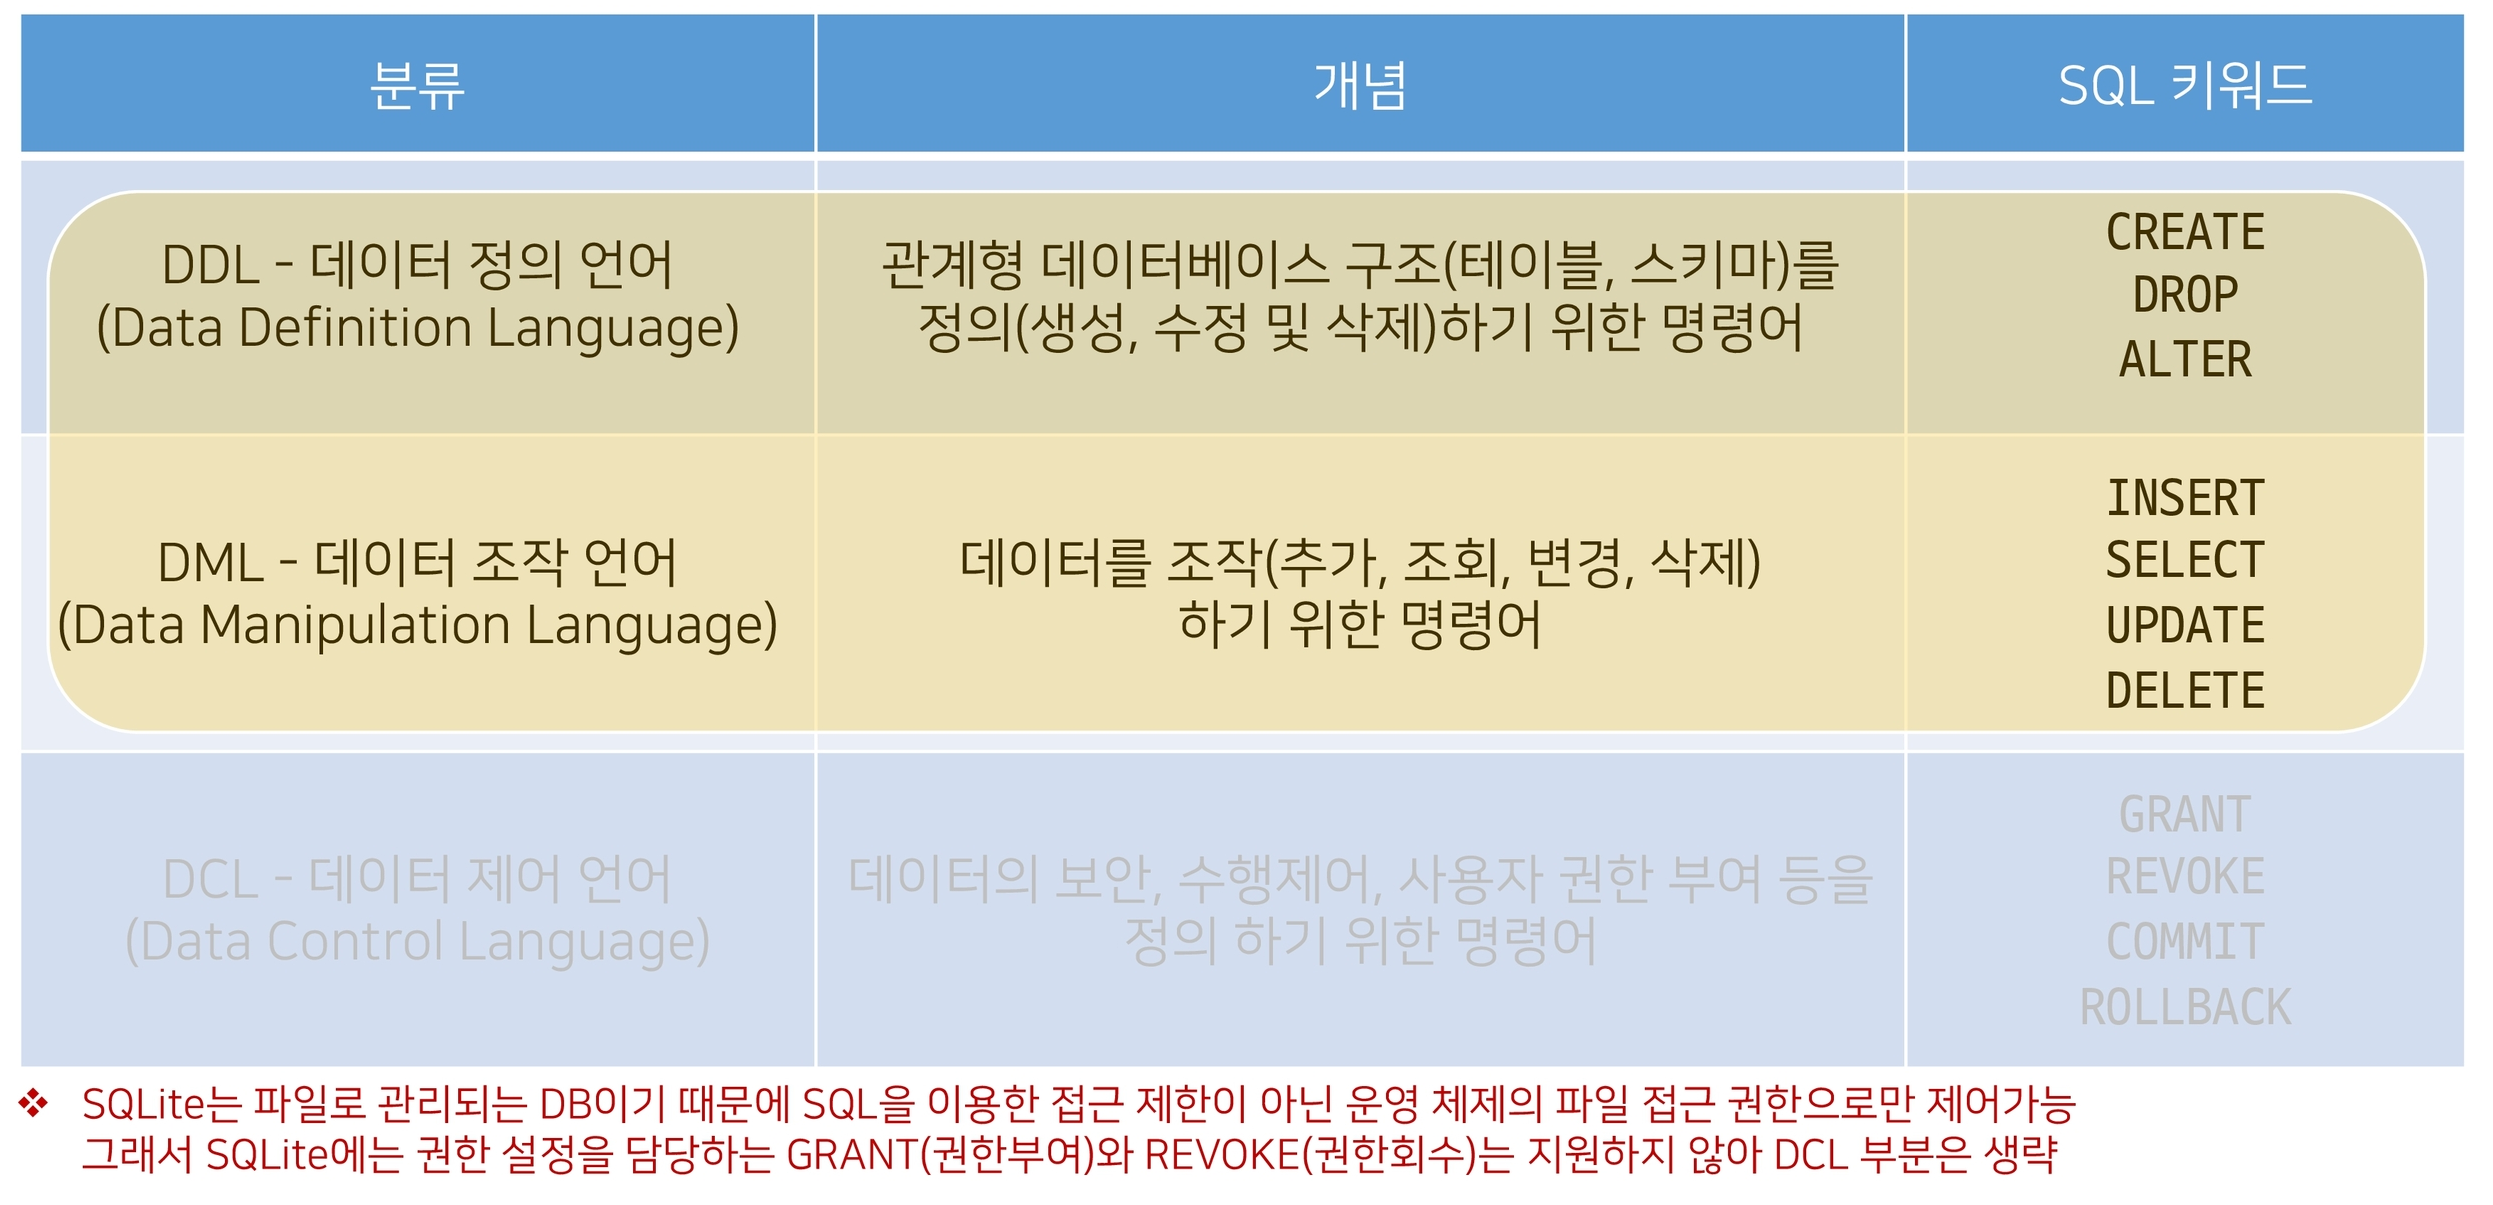 분류
개념
SQL 키워드
DDL - 데이터 정의 언어
(Data Definition Language)
관계형 데이터베이스 구조(테이블, 스키마)를
정의(생성, 수정 및 삭제)하기 위한 명령어
CREATE
DROP
ALTER
DML - 데이터 조작 언어
(Data Manipulation Language)
데이터를 조작(추가, 조회, 변경, 삭제)
하기 위한 명령어
INSERT
SELECT
UPDATE
DELETE
DCL - 데이터 제어 언어
(Data Control Language)
데이터의 보안, 수행제어, 사용자 권한 부여 등을
정의 하기 위한 명령어
GRANT
REVOKE
COMMIT
ROLLBACK
❖ SQLite는 파일로 관리되는 DB이기 때문에 SQL을 이용한 접근 제한이 아닌 운영 체제의 파일 접근 권한으로만 제어가능
그래서 SQLite에는 권한 설정을 담당하는 GRANT(권한부여)와 REVOKE(권한회수)는 지원하지 않아 DCL 부분은 생략